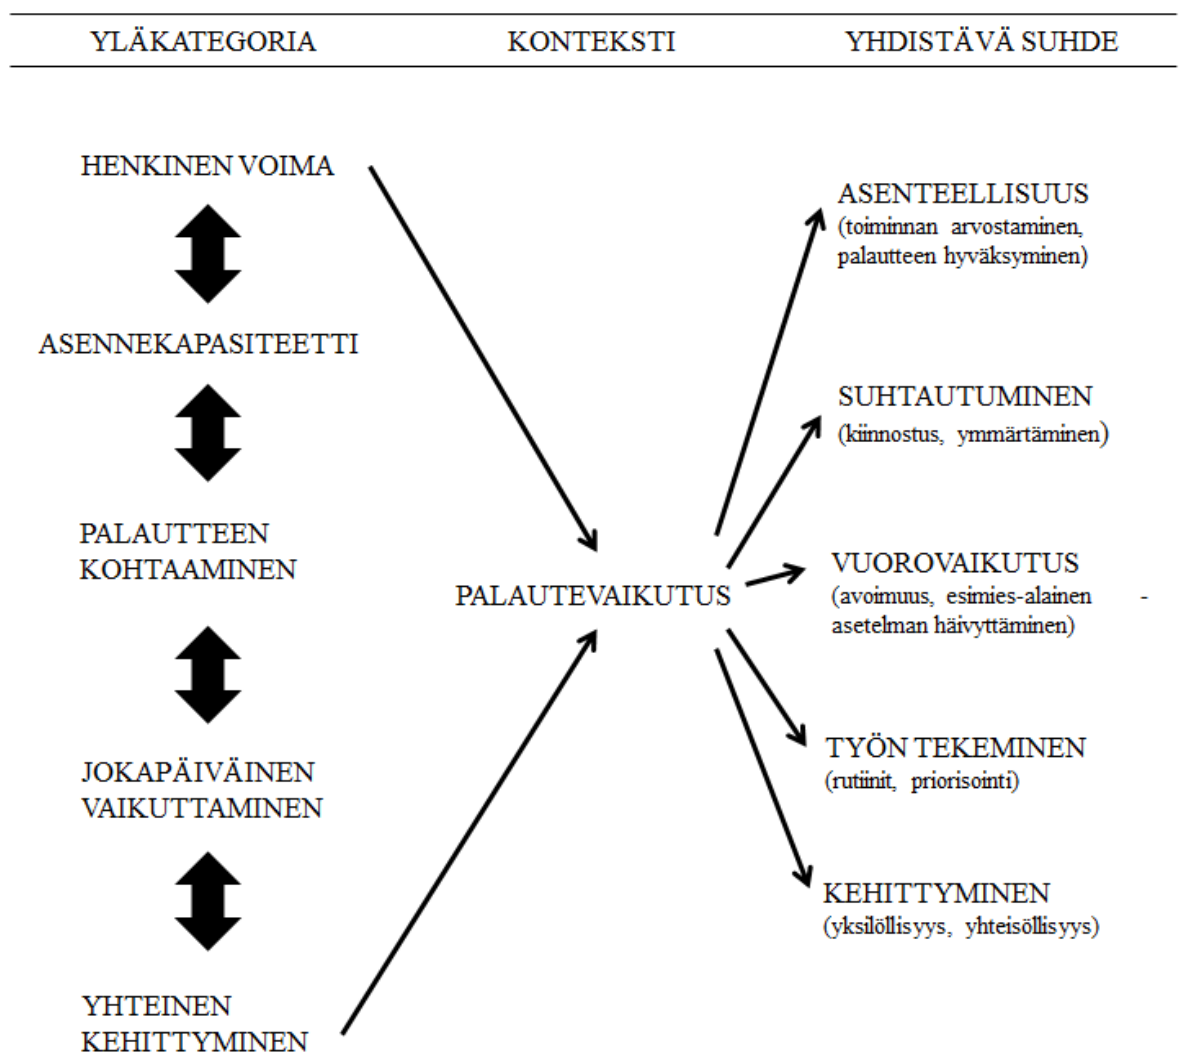 YLÄKATEGORIA
KONTEKSTI
YHDISTÄVÄ SUHDE
HENKINEN VOIMA
ASENNEKAPASITEETTI
PALAUTTEEN
KOHTAAMINEN
JOKAPÄIVÄINEN
VAIKUTTAMINEN
YHTEINEN
KEHITTYMINEN
PALAUTEVAIKUTUS
ASENTEELLISUUS
(toiminnan arvostaminen,
palautteen hyväksyminen)
SUHTAUTUMINEN
(kiinnostus, ymmärtäminen)
VUOROVAIKUTUS
(avoimuus, esimies-alainen -
asetelman häivyttäminen)
TYÖN TEKEMINEN
(rutiinit, priorisointi)
KEHITTYMINEN
(yksilöllisyys, yhteisöllisyys)